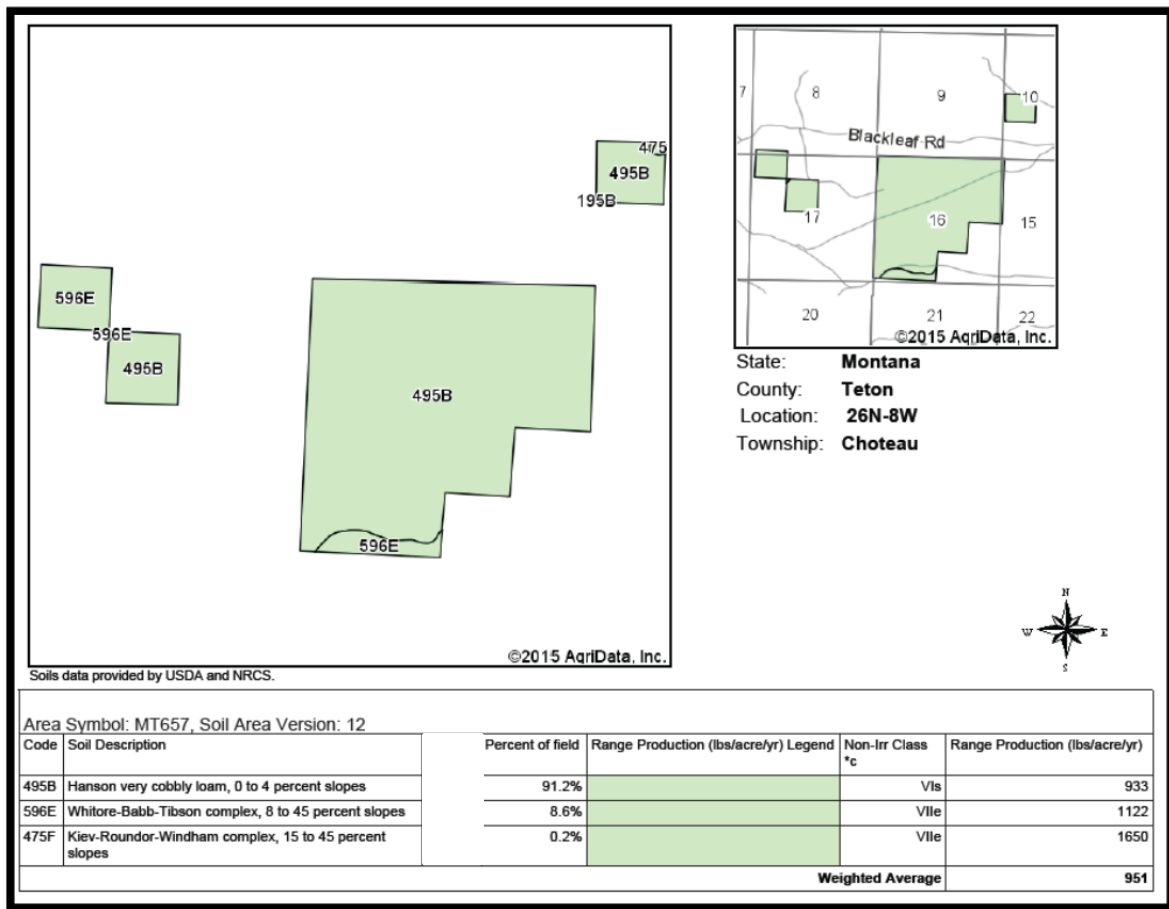 475
495B
195B
596E
596E
495B
495B
596E
©2015 AgriData, Inc.
7
8
9
10
Blackleaf Rd
17
16
15
20
21
22
©2015 AgriData, Inc.
State: Montana
County: Teton
Location: 26N-8W
Township: Choteau
N
W E
S
Soils data provided by USDA and NRCS.
Area Symbol: MT657, Soil Area Version: 12
Code Soil Description Percent of field Range Production (lbs/acre/yr) Legend Non-Irr Class *c Range Production (lbs/acre/yr)
495B Hanson very cobbly loam, 0 to 4 percent slopes 91.2% VIs 933
596E Whitore-Babb-Tibson complex, 8 to 45 percent slopes 8.6% VIIe 1122
475F Kiev-Roundor-Windham complex, 15 to 45 percent slopes 0.2% VIIe 1650
Weighted Average 951